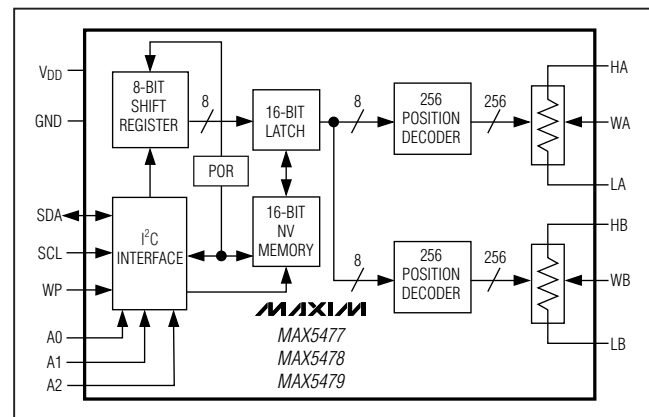 VDD
GND
SDA
SCL
WP
A0
A1
A2
8-BIT
SHIFT
REGISTER
8
16-BIT
LATCH
POR
I²C
INTERFACE
16-BIT
NV
MEMORY
8
256
POSITION
DECODER
256
HA
WA
LA
8
256
POSITION
DECODER
256
HB
WB
LB
MAXIM
MAX5477
MAX5478
MAX5479